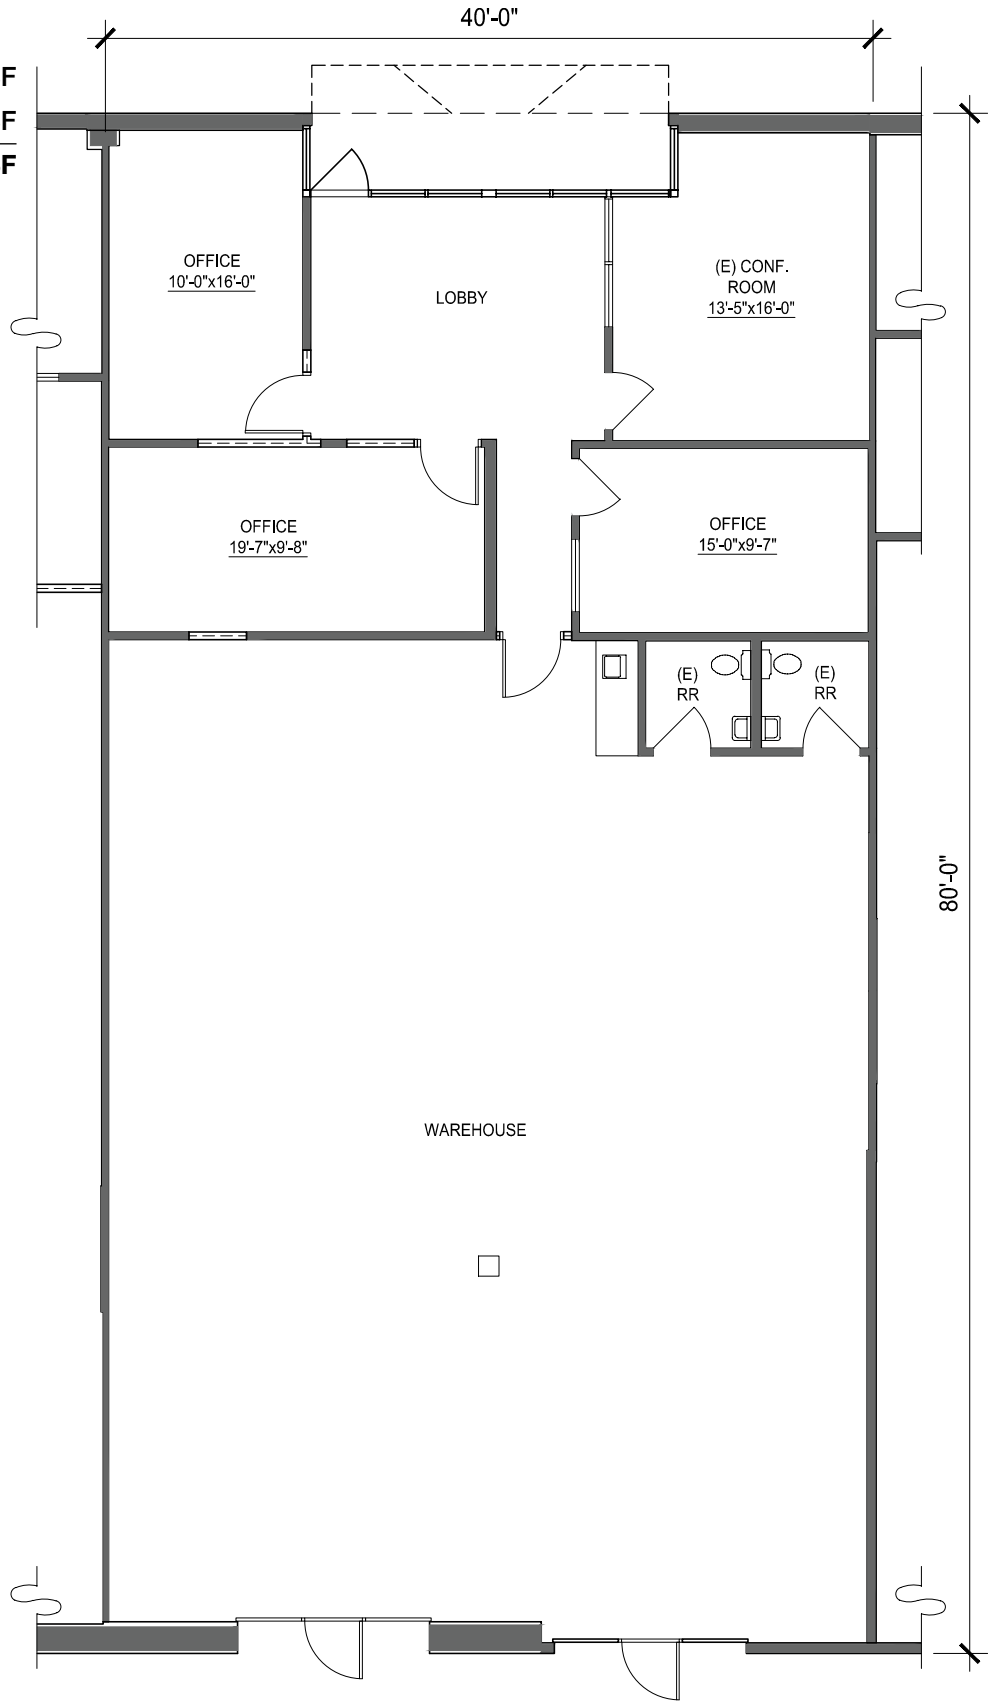 40'-0"
F
F
F
OFFICE
10'-0"x16'-0"
LOBBY
(E) CONF.
ROOM
13'-5"x16'-0"
OFFICE
19'-7"x9'-8"
OFFICE
15'-0"x9'-7"
(E)
RR
(E)
RR
80'-0"
WAREHOUSE